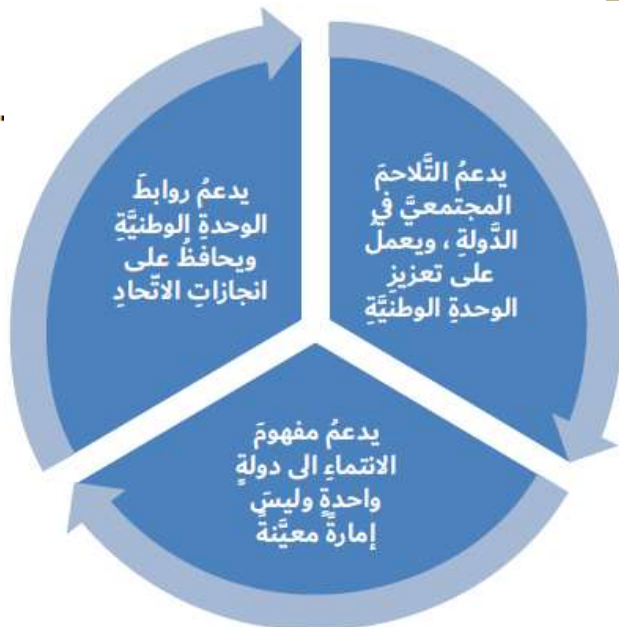 يدعمُ التَّلاحمَ
المجتمعيَّ في
الدَّولةِ ، ويعملُ
على تعزيزِ
الوحدةِ الوطنيَّةِ
يدعمُ مفهومَ
الانتماءِ الى دولةٍ
واحدةٍ وليسَ
إمارةً معيَّنةً
يدعمُ روابطَ
الوحدةِ الوطنيَّةِ
ويحافظُ على
انجازاتِ الاتّحادِ